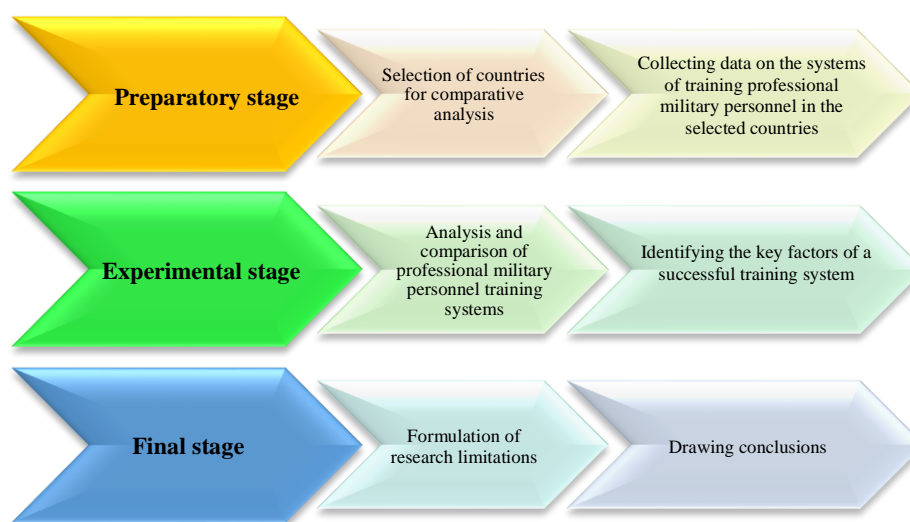 Preparatory stage
Selection of countries
for comparative
analysis
Collecting data on the systems
of training professional
military personnel in the
selected countries
Experimental stage
Analysis and
comparison of
professional military
personnel training
systems
Identifying the key factors of a
successful training system
Final stage
Formulation of
research limitations
Drawing conclusions